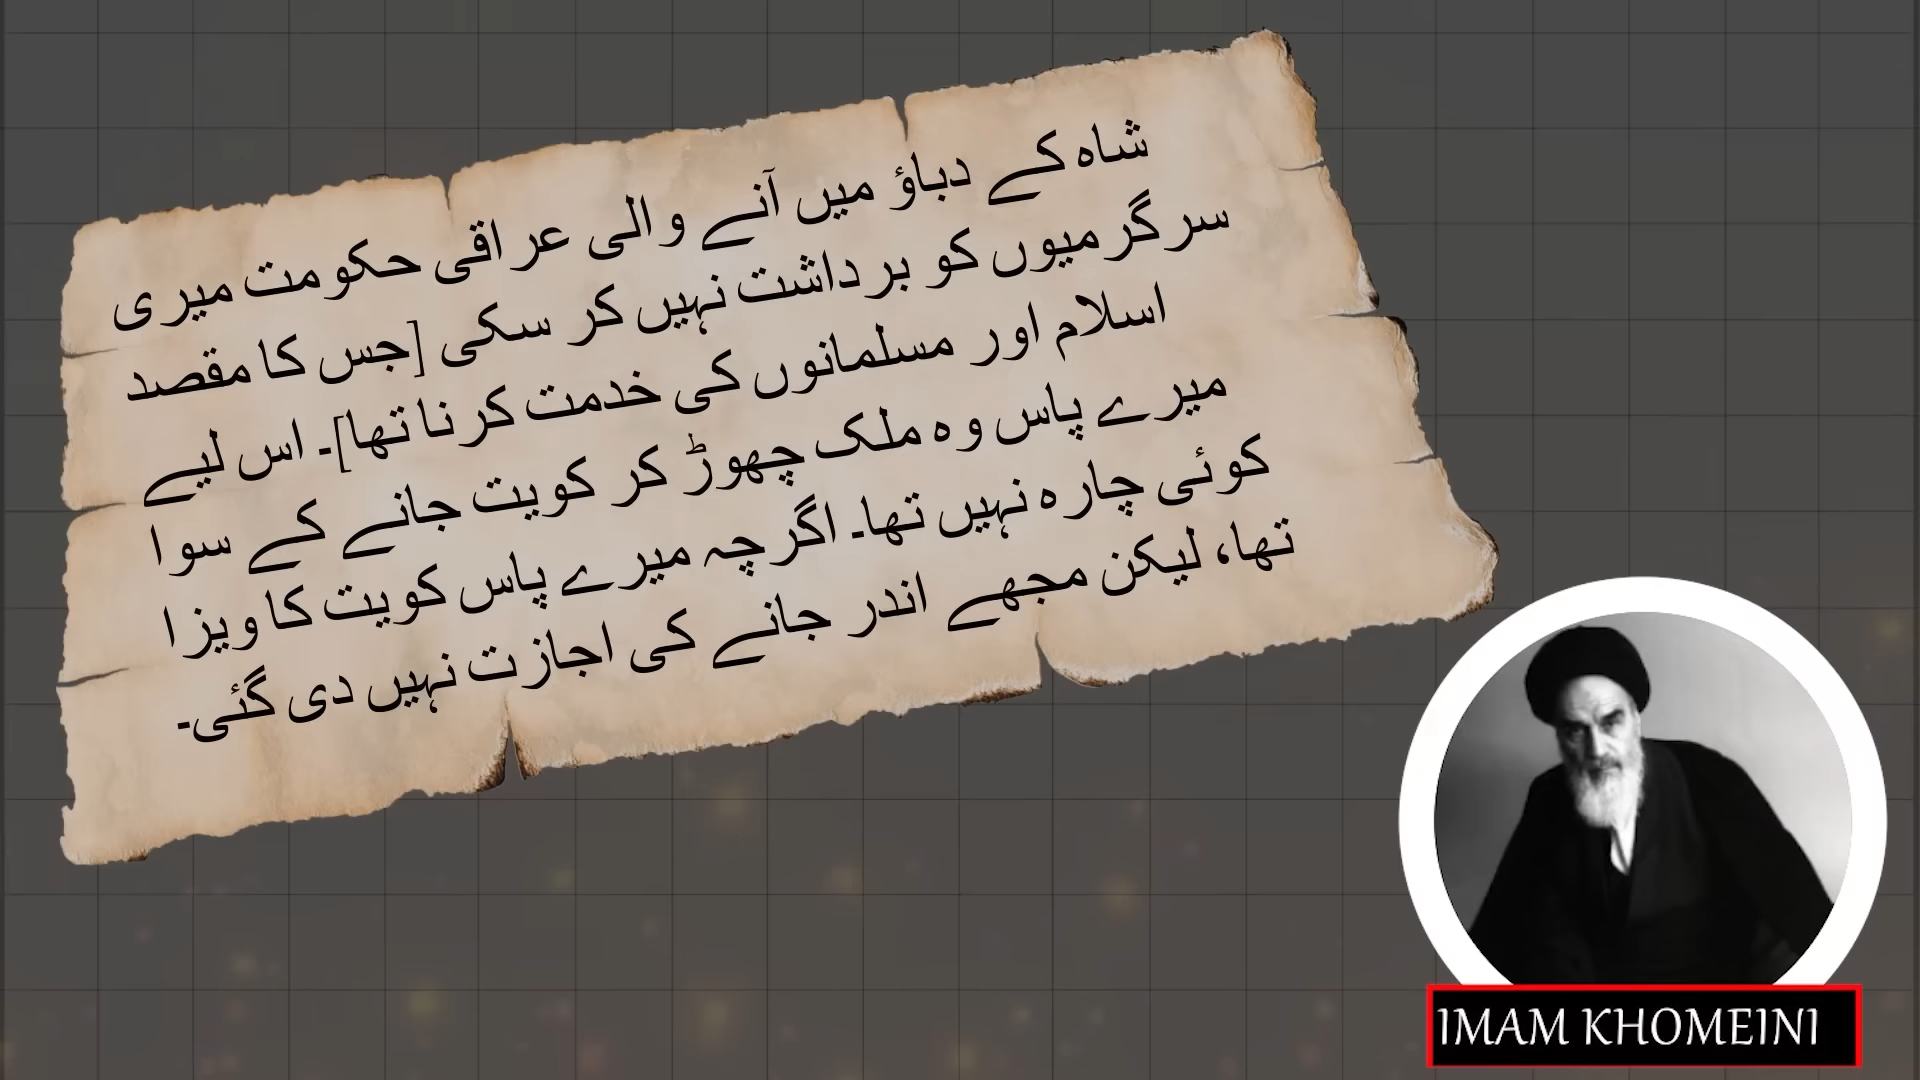 شاہ کے دباؤ میں آنے والی عراقی حکومت میری
سرگرمیوں کو برداشت نہیں کر سکی [جس کا مقصد
اسلام اور مسلمانوں کی خدمت کرنا تھا]۔ اس لیے
میرے پاس وہ ملک چھوڑ کر کویت جانے کے سوا
کوئی چارہ نہیں تھا۔ اگرچہ میرے پاس کویت کا ویزا
تھا، لیکن مجھے اندر جانے کی اجازت نہیں دی گئی۔
IMAM KHOMEINI